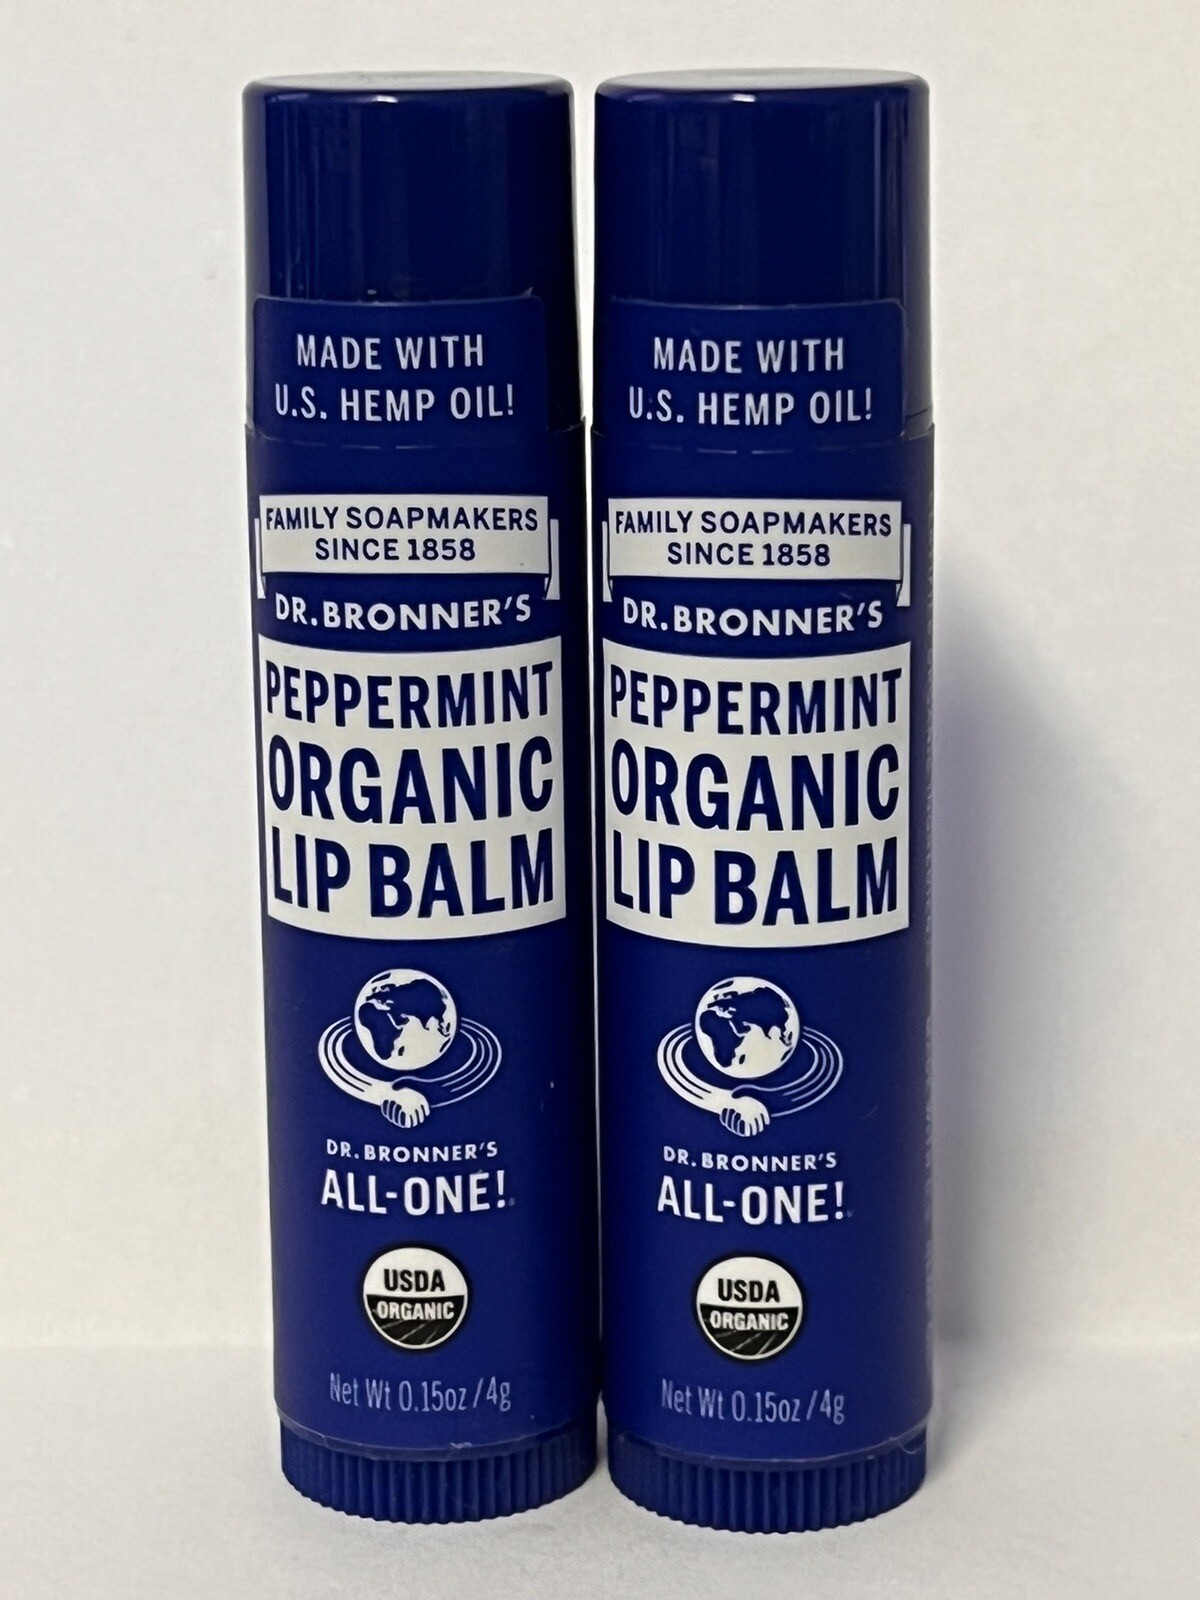 MADE WITH
U.S. HEMP OIL!
FAMILY SOAPMAKERS
SINCE 1858
DR. BRONNER'S
PEPPERMINT
ORGANIC
LIP BALM
DR. BRONNER'S
ALL-ONE!
USDA
ORGANIC
Net Wt 0.15oz/4g
MADE WITH
U.S. HEMP OIL!
FAMILY SOAPMAKERS
SINCE 1858
DR. BRONNER'S
PEPPERMINT
ORGANIC
LIP BALM
DR. BRONNER'S
ALL-ONE!
USDA
ORGANIC
Net Wt 0.15oz/4g